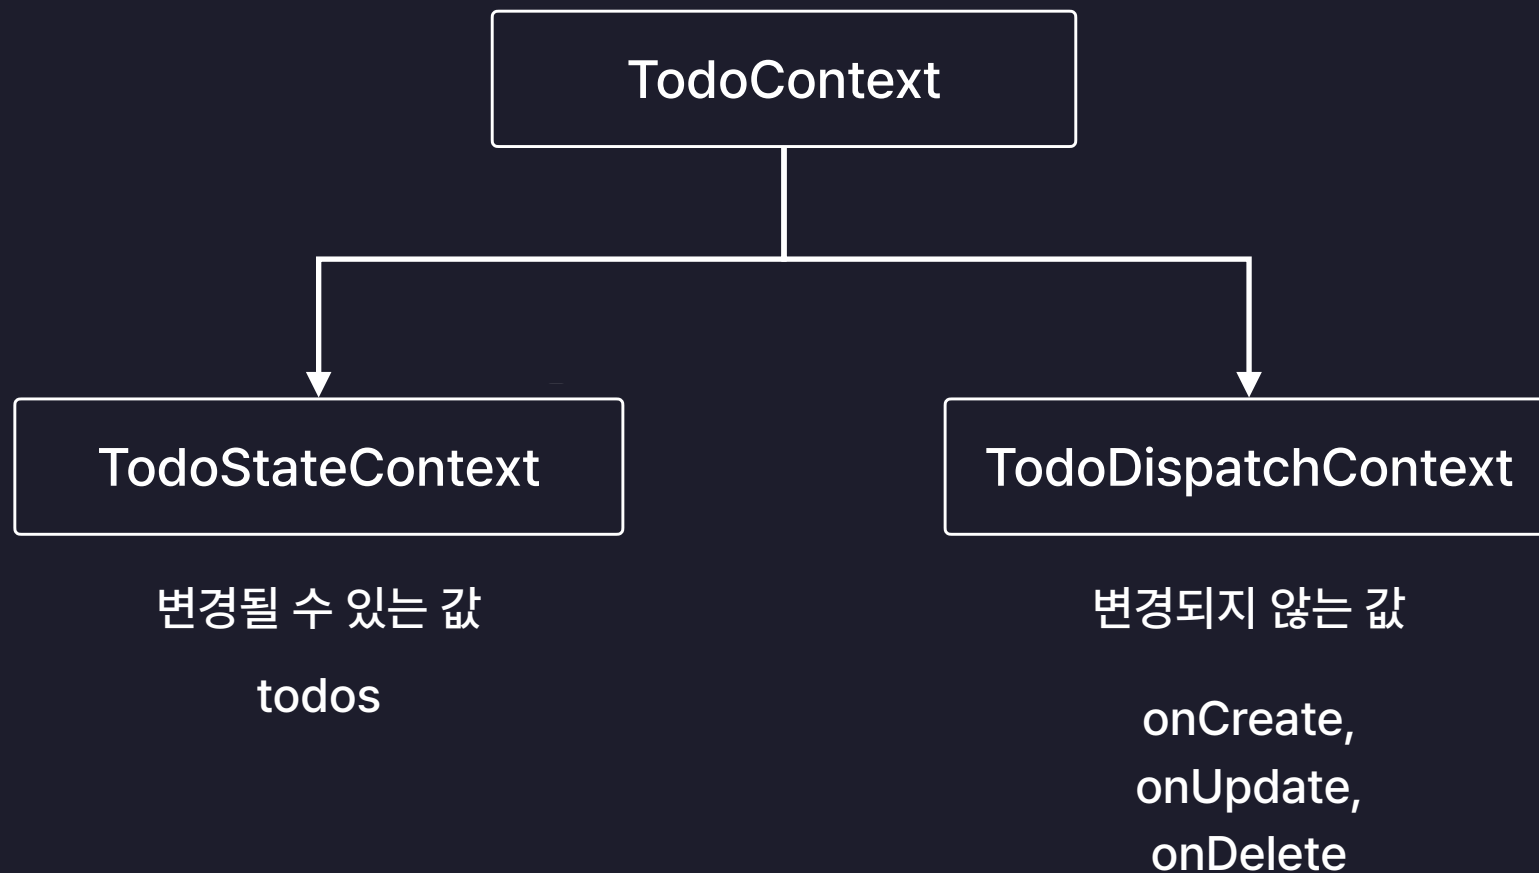 TodoContext
TodoStateContext
변경될 수 있는 값
todos
TodoDispatchContext
변경되지 않는 값
onCreate,
onUpdate,
onDelete